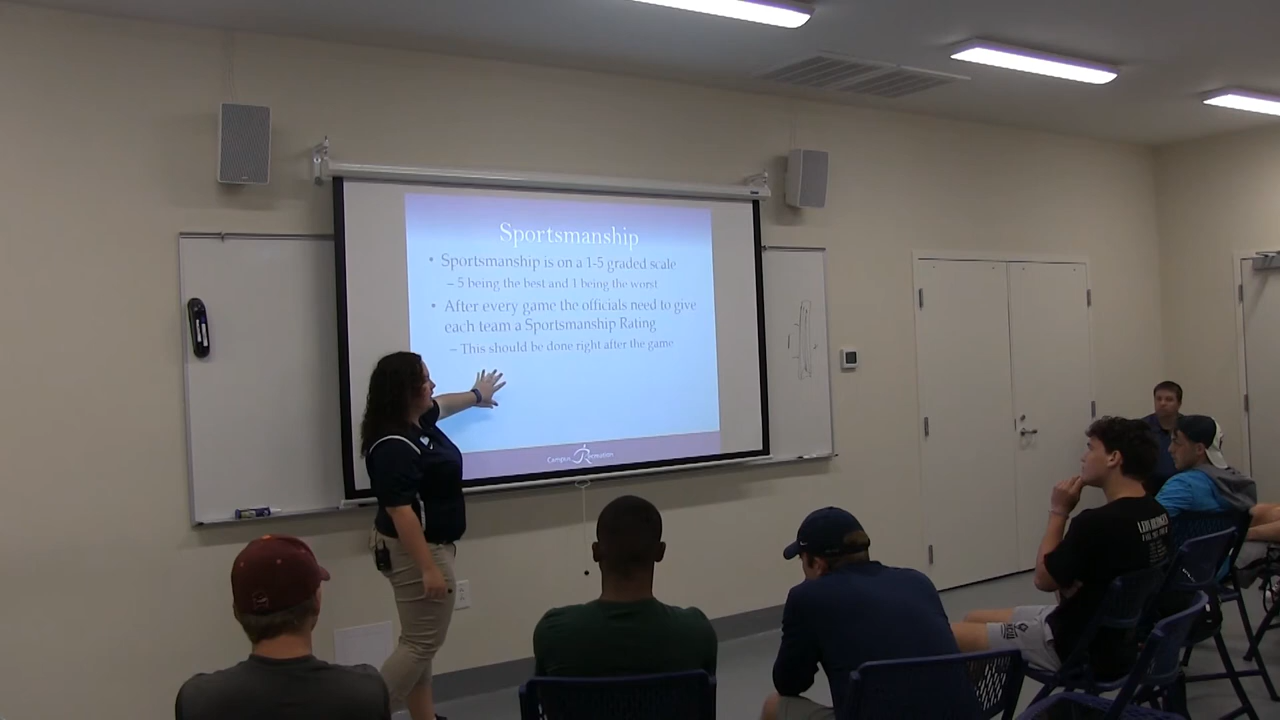 Sportsmanship
• Sportsmanship is on a 1-5 graded scale
– 5 being the best and 1 being the worst
• After every game the officials need to give
each team a Sportsmanship Rating
– This should be done right after the game
Campus Recreation